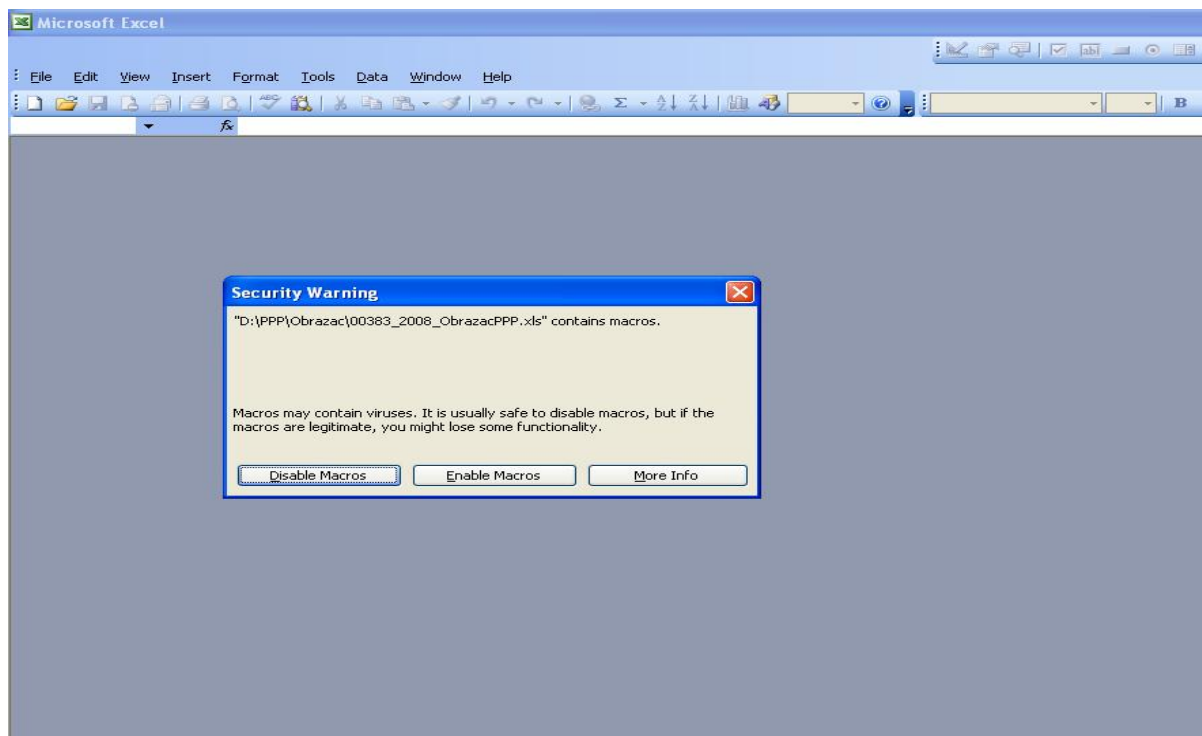 Microsoft Excel
File Edit View Insert Format Tools Data Window Help
ABC Σ A Z Z A B
fx
Security Warning
"D:\PPP\Obrazac\00383_2008_ObrazacPPP.xls" contains macros.
Macros may contain viruses. It is usually safe to disable macros, but if the
macros are legitimate, you might lose some functionality.
Disable Macros Enable Macros More Info